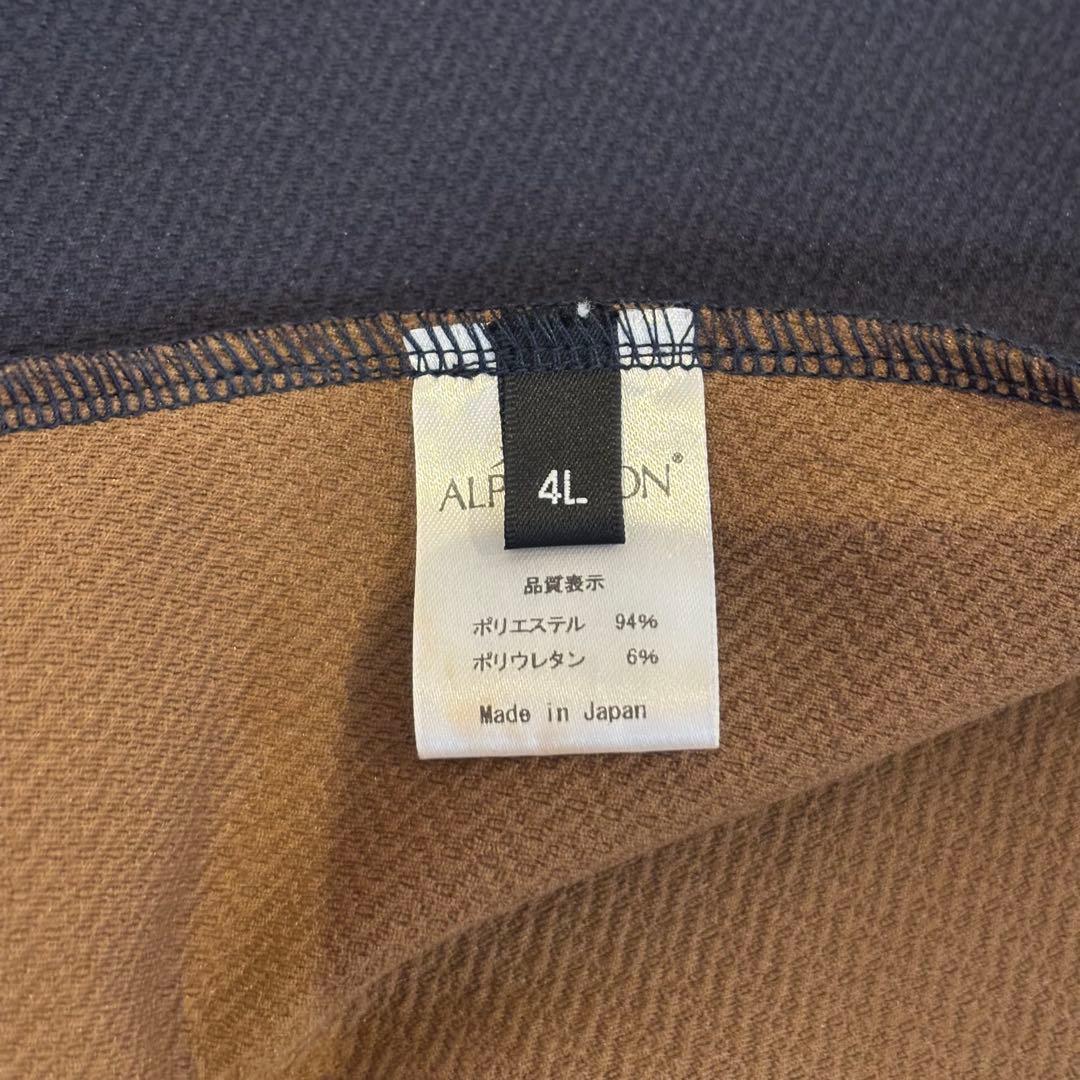 4L
品質表示
ポリエステル 94%
ポリウレタン 6%
Made in Japan